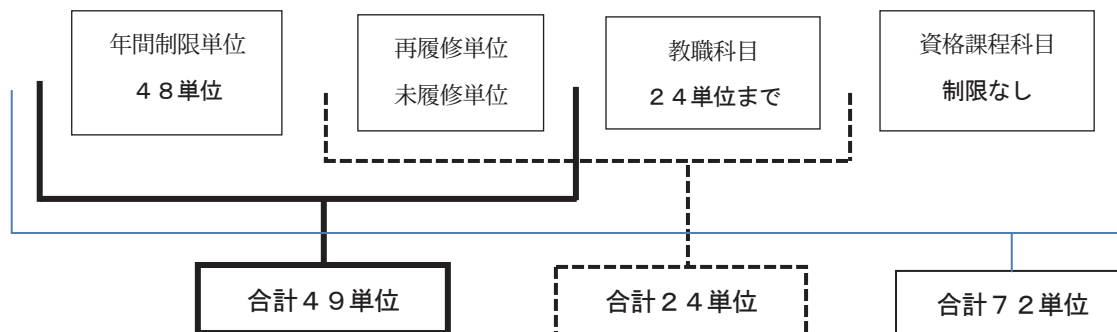 年間制限単位
４８単位
再履修単位
未履修単位
教職科目
２４単位まで
資格課程科目
制限なし
合計４９単位
合計２４単位
合計７２単位